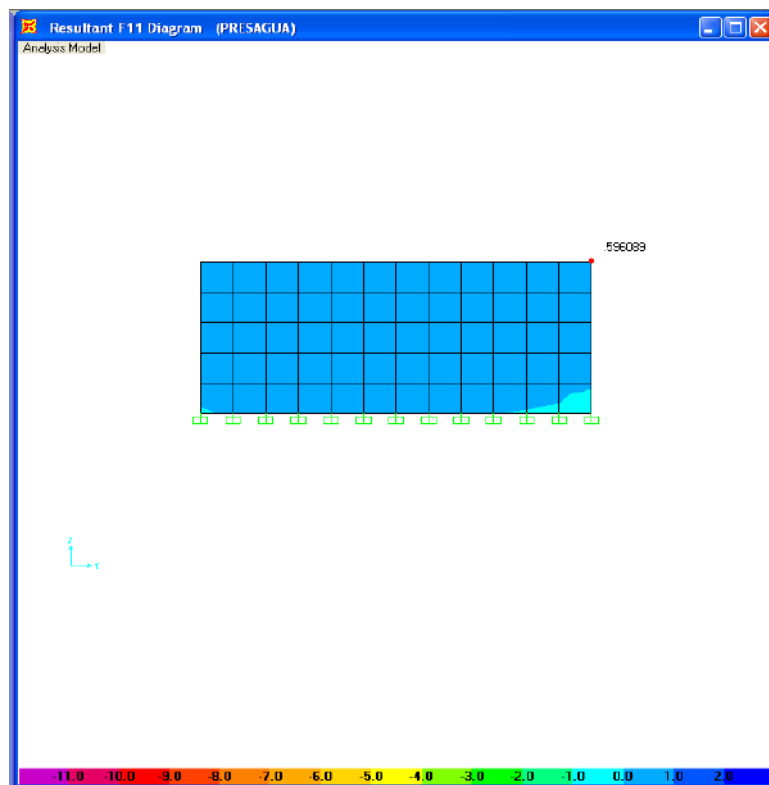 Resultant F11 Diagram (PRESAGUA)
Analysis Model
.596089
Z
Y
-11.0 -10.0 -9.0 -8.0 -7.0 -6.0 -5.0 -4.0 -3.0 -2.0 -1.0 0.0 1.0 2.0